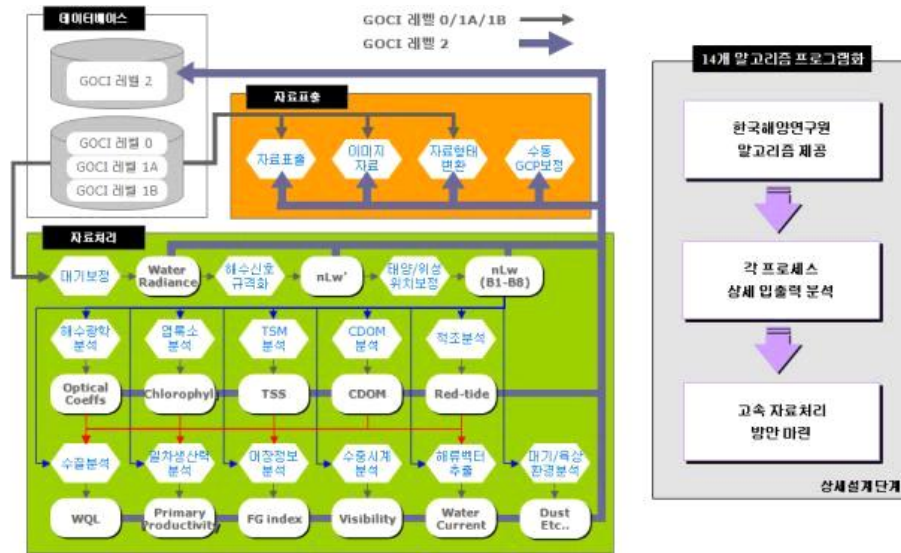 데이터베이스
GOCI 레벨 0/1A/1B
GOCI 레벨 2
GOCI 레벨 2
GOCI 레벨 0
GOCI 레벨 1A
GOCI 레벨 1B
자료표출
자료표출
이미지
자료
자료형태
변환
수동
GCP보정
자료처리
대기보정
Water
Radiance
해수신호
규격화
nLw'
태양/위성
위치보정
nLw
(B1-B8)
해수광학
분석
엽록소
분석
TSM
분석
CDOM
분석
적조분석
Optical
Coeffs
Chlorophyl
TSS
CDOM
Red-tide
수질분석
일차생산력
분석
어장정보
분석
수중시계
분석
해류벡터
추출
대기/육상
환경분석
WQL
Primary
Productivity
FG index
Visibility
Water
Current
Dust
Etc..
14개 알고리즘 프로그램화
한국해양연구원
알고리즘 제공
각 프로세스
상세 입출력 분석
고속 자료처리
방안 마련
상세설계단계